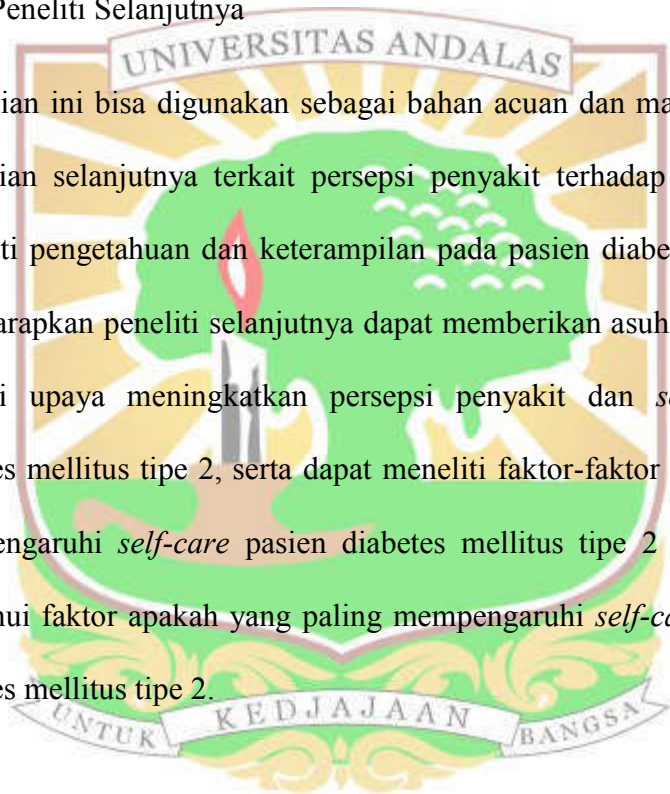 Peneliti Selanjutnya
UNIVERSITAS ANDALAS
ian ini bisa digunakan sebagai bahan acuan dan ma
ian selanjutnya terkait persepsi penyakit terhadap
ti pengetahuan dan keterampilan pada pasien diabe
arapkan peneliti selanjutnya dapat memberikan asuh
i upaya meningkatkan persepsi penyakit dan s
es mellitus tipe 2, serta dapat meneliti faktor-faktor
engaruhi self-care pasien diabetes mellitus tipe 2
hui faktor apakah yang paling mempengaruhi self-ca
es mellitus tipe 2.
UNTUK KEDJAJAAN BANGSA